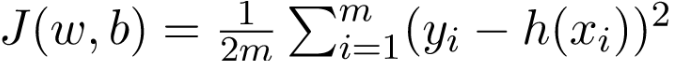 J(w, b) = \frac{1}{2m} \sum_{i=1}^{m} (y_i - h(x_i))^2